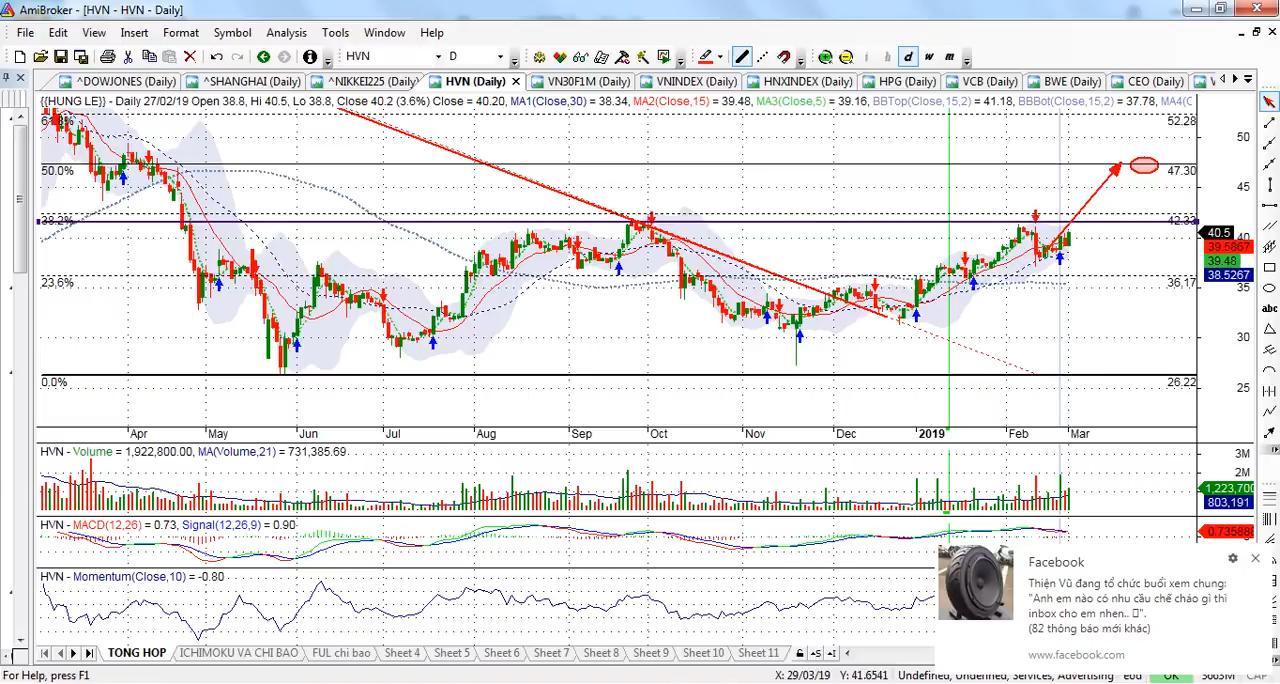 AmiBroker - [HVN - Daily]
File Edit View Insert Format Symbol Analysis Tools Window Help
HVN D i h d w m
^DOWJONES (Daily) ^SHANGHAI (Daily) ^NIKKEI225 (Daily) HVN (Daily) VN30F1M (Daily) VNINDEX (Daily) HNXINDEX (Daily) HPG (Daily) VCB (Daily) BWE (Daily) CEO (Daily)
{{HUNG LE}} - Daily 27/02/19 Open 38.8, Hi 40.5, Lo 38.8, Close 40.2 (3.6%) Close = 40.20, MA1(Close,30) = 38.34, MA2(Close,15) = 39.4 MA3(Close,5) = 39.16, BBTop(Close,15,2) = 41.18, BBBot(Close,15,2) = 37.78, MA4(C
61.8% 52.28
50
50.0% 47.30
45
38.2% 42.33
40.5
40
39.5867
39.48
38.5267
23.6% 36.17
35
30
0.0% 26.22
25
Apr May Jun Jul Aug Sep Oct Nov Dec 2019 Feb Mar
HVN - Volume = 1,922,800.00, MA(Volume,21) = 731,385.69
3M
2M
1,223,700
803,191
HVN - MACD(12,26) = 0.73, Signal(12,26,9) = 0.90
0.735888
HVN - Momentum(Close,10) = -0.80
Facebook
Thiện Vũ đang tổ chức buổi xem chung:
"Anh em nào có nhu cầu chế cháo gì thì
inbox cho em nhen..
(82 thông báo mới khác)
www.facebook.com
TONG HOP ICHIMOKU VA CHI BAO FUL chi bao Sheet 4 Sheet 5 Sheet 6 Sheet 7 Sheet 8 Sheet 9 Sheet 10 Sheet 11
For Help, press F1 X: 29/03/19 Y: 41.6541 Undefined, Undefined, Services, Advertising eod OK 3663M CAP
abc